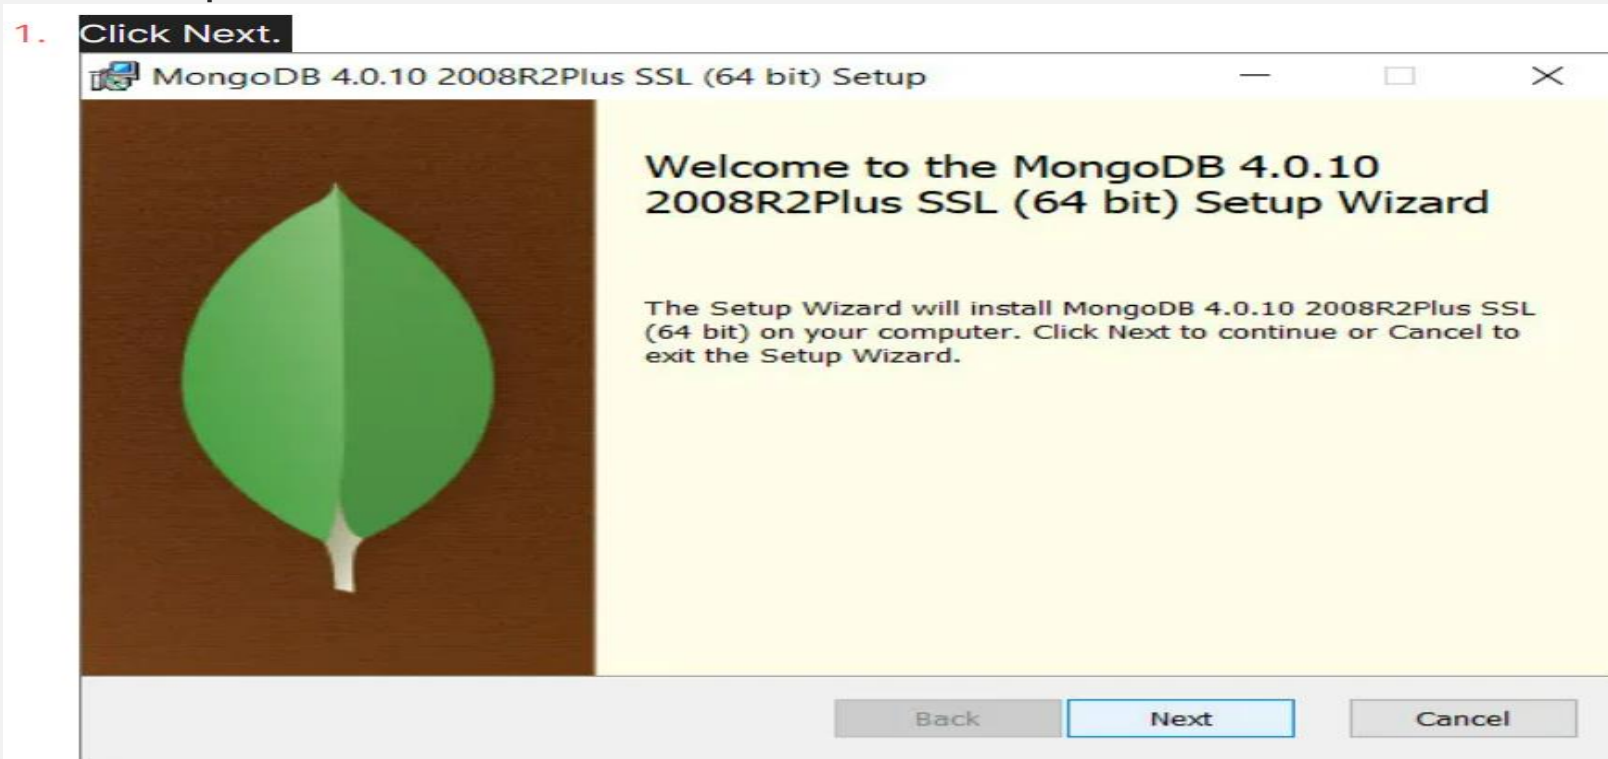 1. Click Next.
MongoDB 4.0.10 2008R2Plus SSL (64 bit) Setup
Welcome to the MongoDB 4.0.10
2008R2Plus SSL (64 bit) Setup Wizard
The Setup Wizard will install MongoDB 4.0.10 2008R2Plus SSL
(64 bit) on your computer. Click Next to continue or Cancel to
exit the Setup Wizard.
Back Next Cancel